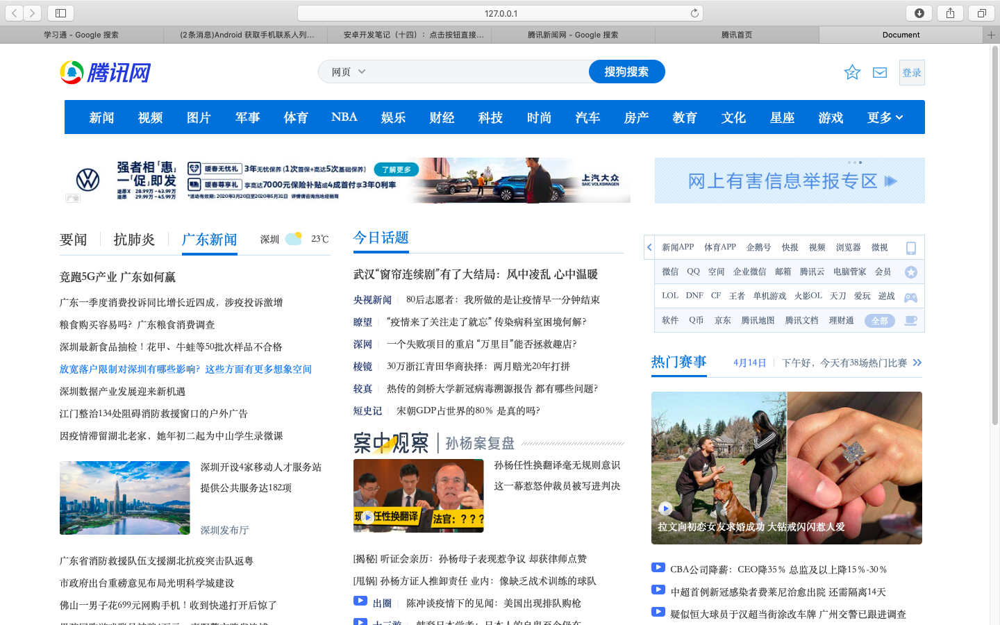 127.0.0.1
学习通 - Google 搜索
(2条消息)Android 获取手机联系人列...
安卓开发笔记（十四）：点击按钮直接...
腾讯新闻网 - Google 搜索
腾讯首页
Document
腾讯网
网页
搜狗搜索
登录
新闻 视频 图片 军事 体育 NBA 娱乐 财经 科技 时尚 汽车 房产 教育 文化 星座 游戏 更多
强者相「惠」
一「促」即发
途观X 28.99万-43.99万
途昂 29.99万-45.99万
暖春无忧礼 3年无忧保养 (1次首保+高达5次基础保养)
暖春尊享礼 享高达7000元保险补贴或4成首付享3年0利率
*活动有效期: 2020年3月20日至2020年5月31日 详情请咨询当地经销商
了解更多
上汽大众
SAIC VOLKSWAGEN
广告
网上有害信息举报专区
要闻 抗肺炎 广东新闻 深圳 23℃
竞跑5G产业 广东如何赢
广东一季度消费投诉同比增长近四成，涉疫投诉激增
粮食购买容易吗？广东粮食消费调查
深圳最新食品抽检！花甲、牛蛙等50批次样品不合格
放宽落户限制对深圳有哪些影响？这些方面有更多想象空间
深圳数据产业发展迎来新机遇
江门整治134处阻碍消防救援窗口的户外广告
因疫情滞留湖北老家，她年初二起为中山学生录微课
深圳开设4家移动人才服务站
提供公共服务达182项
深圳发布厅
广东省消防救援队伍支援湖北抗疫突击队返粤
市政府出台重磅意见布局光明科学城建设
佛山一男子花699元网购手机！收到快递打开后惊了
今日话题
武汉“窗帘连续剧”有了大结局：风中凌乱 心中温暖
央视新闻 80后志愿者：我所做的是让疫情早一分钟结束
瞭望 “疫情来了关注走了就忘” 传染病科室困境何解？
深网 一个失败项目的重启 “万里目”能否拯救趣店？
棱镜 30万浙江青田华商抉择：两月赔光20年打拼
较真 热传的剑桥大学新冠病毒溯源报告 都有哪些问题？
短史记 宋朝GDP占世界的80% 是真的吗？
案中观察 孙杨案复盘
孙杨任性换翻译毫无规则意识
这一幕惹怒仲裁员被写进判决
任性换翻译
法官：？？？
[揭秘] 听证会亲历：孙杨母子表现惹争议 却获律师点赞
[甩锅] 孙杨方证人推卸责任 业内：像缺乏战术训练的球队
出圈 陈冲谈疫情下的见闻：美国出现排队购枪
十三游 韩裔日本学者：日本人的自卑至今仍在
新闻APP 体育APP 企鹅号 快报 视频 浏览器 微视
微信 QQ 空间 企业微信 邮箱 腾讯云 电脑管家 会员
LOL DNF CF 王者 单机游戏 火影OL 天刀 爱玩 逆战
软件 Q币 京东 腾讯地图 腾讯文档 理财通 全部
热门赛事 4月14日 下午好，今天有38场热门比赛
拉文向初恋女友求婚成功 大钻戒闪闪惹人爱
CBA公司降薪：CEO降35% 总监及以上降15%-30%
中超首例新冠感染者费莱尼治愈出院 还需隔离14天
疑似恒大球员于汉超当街涂改车牌 广州交警已跟进调查